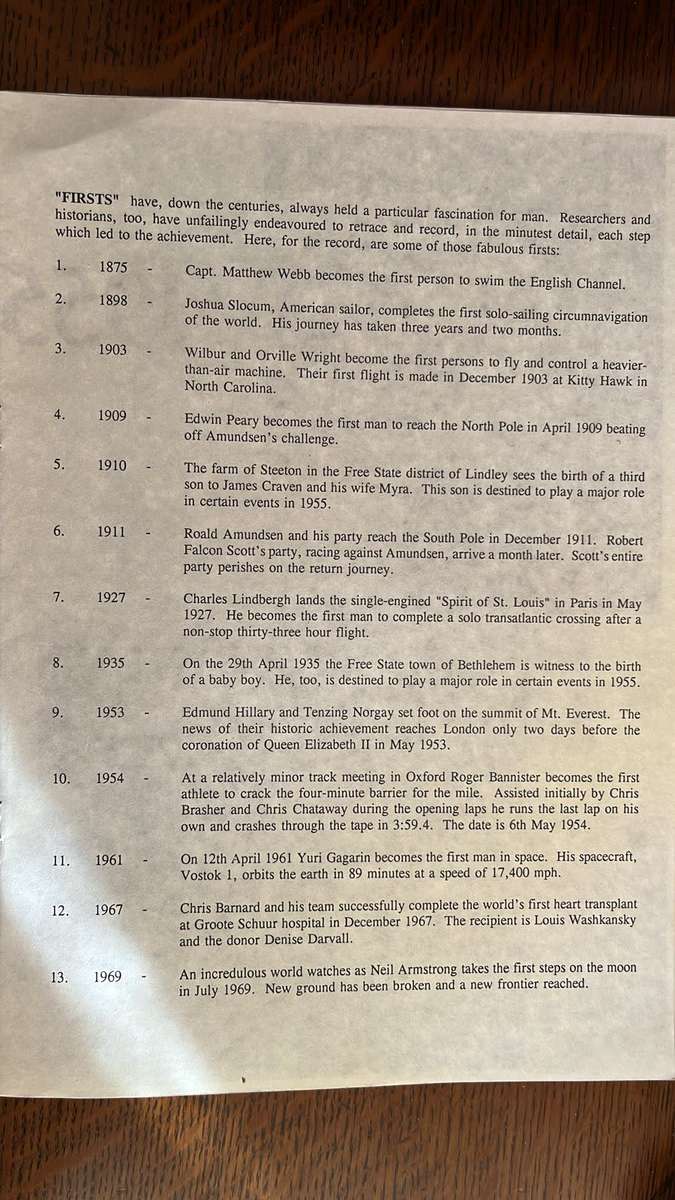 "FIRSTS" have, down the centuries, always held a particular fascination for man. Researchers and
historians, too, have unfailingly endeavoured to retrace and record, in the minutest detail, each step
which led to the achievement. Here, for the record, are some of those fabulous firsts:
1. 1875 - Capt. Matthew Webb becomes the first person to swim the English Channel.
2. 1898 - Joshua Slocum, American sailor, completes the first solo-sailing circumnavigation
of the world. His journey has taken three years and two months.
3. 1903 - Wilbur and Orville Wright become the first persons to fly and control a heavier-
than-air machine. Their first flight is made in December 1903 at Kitty Hawk in
North Carolina.
4. 1909 - Edwin Peary becomes the first man to reach the North Pole in April 1909 beating
off Amundsen's challenge.
5. 1910 - The farm of Steeton in the Free State district of Lindley sees the birth of a third
son to James Craven and his wife Myra. This son is destined to play a major role
in certain events in 1955.
6. 1911 - Roald Amundsen and his party reach the South Pole in December 1911. Robert
Falcon Scott's party, racing against Amundsen, arrive a month later. Scott's entire
party perishes on the return journey.
7. 1927 - Charles Lindbergh lands the single-engined "Spirit of St. Louis" in Paris in May
1927. He becomes the first man to complete a solo transatlantic crossing after a
non-stop thirty-three hour flight.
8. 1935 - On the 29th April 1935 the Free State town of Bethlehem is witness to the birth
of a baby boy. He, too, is destined to play a major role in certain events in 1955.
9. 1953 - Edmund Hillary and Tenzing Norgay set foot on the summit of Mt. Everest. The
news of their historic achievement reaches London only two days before the
coronation of Queen Elizabeth II in May 1953.
10. 1954 - At a relatively minor track meeting in Oxford Roger Bannister becomes the first
athlete to crack the four-minute barrier for the mile. Assisted initially by Chris
Brasher and Chris Chataway during the opening laps he runs the last lap on his
own and crashes through the tape in 3:59.4. The date is 6th May 1954.
11. 1961 - On 12th April 1961 Yuri Gagarin becomes the first man in space. His spacecraft,
Vostok 1, orbits the earth in 89 minutes at a speed of 17,400 mph.
12. 1967 - Chris Barnard and his team successfully complete the world's first heart transplant
at Groote Schuur hospital in December 1967. The recipient is Louis Washkansky
and the donor Denise Darvall.
13. 1969 - An incredulous world watches as Neil Armstrong takes the first steps on the moon
in July 1969. New ground has been broken and a new frontier reached.